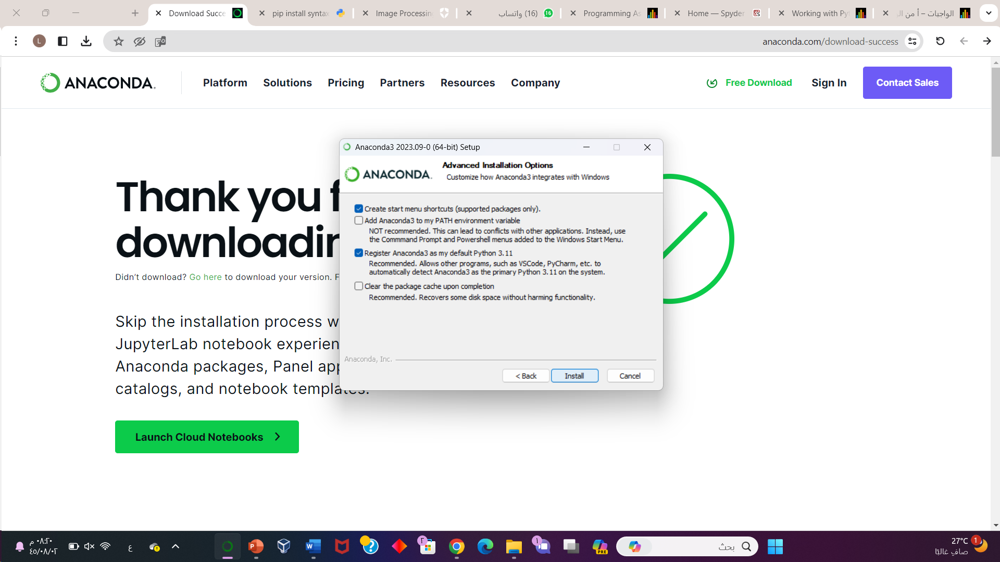 Download Succe
pip install syntax
Image Processin
(16) واتساب
Programming As
Home — Spyder
Working with Pyt
الواجبات – أ من ال
L
anaconda.com/download-success
ANACONDA.
Platform
Solutions
Pricing
Partners
Resources
Company
Free Download
Sign In
Contact Sales
Thank you f
downloadin
Didn’t download? Go here to download your version. F
Skip the installation process w
JupyterLab notebook experien
Anaconda packages, Panel app
catalogs, and notebook templates.
Launch Cloud Notebooks
Anaconda3 2023.09-0 (64-bit) Setup
ANACONDA.
Advanced Installation Options
Customize how Anaconda3 integrates with Windows
Create start menu shortcuts (supported packages only).
Add Anaconda3 to my PATH environment variable
NOT recommended. This can lead to conflicts with other applications. Instead, use
the Commmand Prompt and Powershell menus added to the Windows Start Menu.
Register Anaconda3 as my default Python 3.11
Recommended. Allows other programs, such as VSCode, PyCharm, etc. to
automatically detect Anaconda3 as the primary Python 3.11 on the system.
Clear the package cache upon completion
Recommended. Recovers some disk space without harming functionality.
Anaconda, Inc.
< Back
Install
Cancel
٠٨:٢٠ م
٤٥/٠٨/٠٢
ع
٢
١
PRE
بحث
27°C
صافٍ غالبًا
1